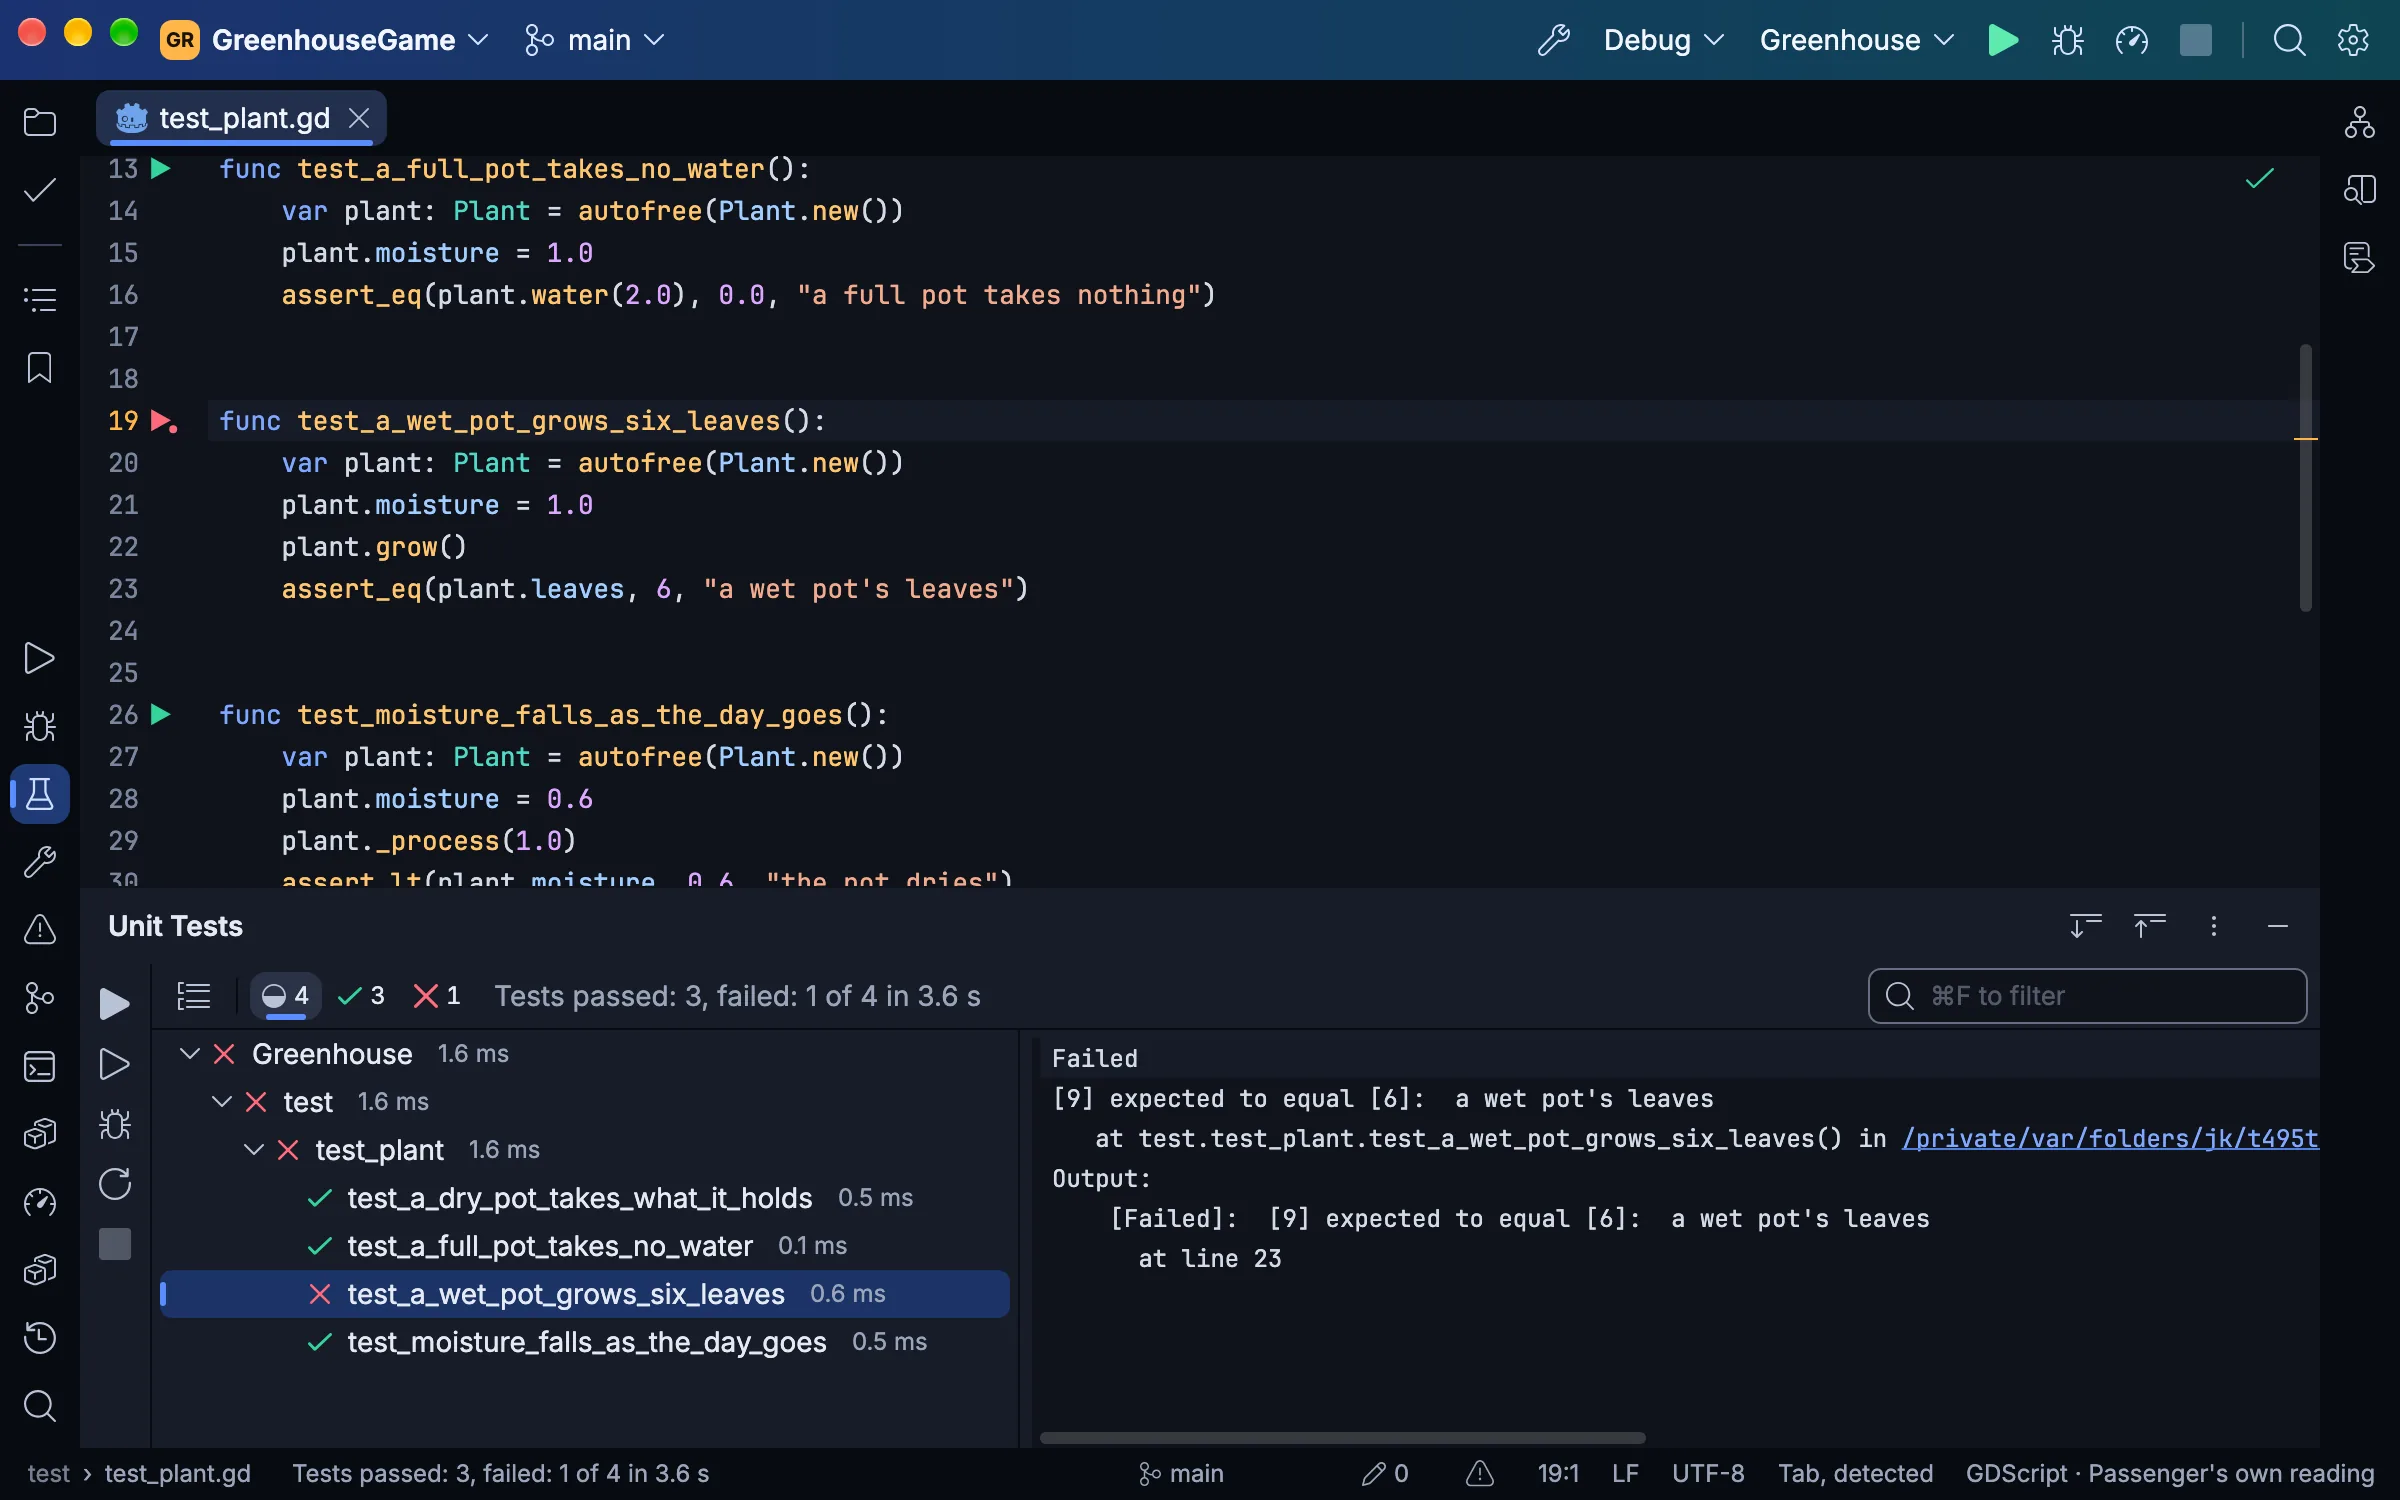 GR GreenhouseGame main Debug Greenhouse
test_plant.gd
13 func test_a_full_pot_takes_no_water():
14 var plant: Plant = autofree(Plant.new())
15 plant.moisture = 1.0
16 assert_eq(plant.water(2.0), 0.0, "a full pot takes nothing")
17
18
19 func test_a_wet_pot_grows_six_leaves():
20 var plant: Plant = autofree(Plant.new())
21 plant.moisture = 1.0
22 plant.grow()
23 assert_eq(plant.leaves, 6, "a wet pot's leaves")
24
25
26 func test_moisture_falls_as_the_day_goes():
27 var plant: Plant = autofree(Plant.new())
28 plant.moisture = 0.6
29 plant._process(1.0)
30 assert_lt(plant.moisture, 0.6, "the pot dries")
Unit Tests
4 3 1 Tests passed: 3, failed: 1 of 4 in 3.6 s
⌘F to filter
Greenhouse 1.6 ms
test 1.6 ms
test_plant 1.6 ms
test_a_dry_pot_takes_what_it_holds 0.5 ms
test_a_full_pot_takes_no_water 0.1 ms
test_a_wet_pot_grows_six_leaves 0.6 ms
test_moisture_falls_as_the_day_goes 0.5 ms
Failed
[9] expected to equal [6]: a wet pot's leaves
at test.test_plant.test_a_wet_pot_grows_six_leaves() in /private/var/folders/jk/t495t
Output:
[Failed]: [9] expected to equal [6]: a wet pot's leaves
at line 23
test › test_plant.gd Tests passed: 3, failed: 1 of 4 in 3.6 s main 0 19:1 LF UTF-8 Tab, detected GDScript · Passenger's own reading